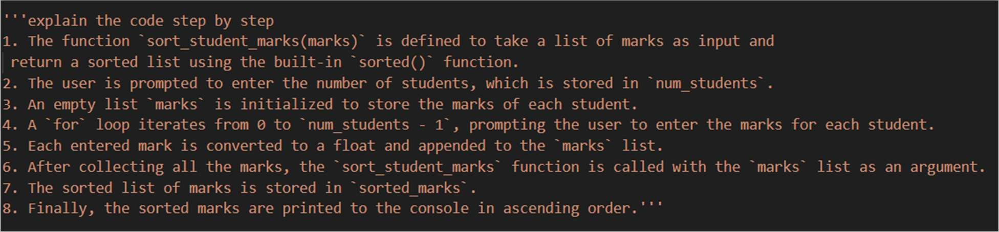 '''explain the code step by step
1. The function `sort_student_marks(marks)` is defined to take a list of marks as input and
return a sorted list using the built-in `sorted()` function.
2. The user is prompted to enter the number of students, which is stored in `num_students`.
3. An empty list `marks` is initialized to store the marks of each student.
4. A `for` loop iterates from 0 to `num_students - 1`, prompting the user to enter the marks for each student.
5. Each entered mark is converted to a float and appended to the `marks` list.
6. After collecting all the marks, the `sort_student_marks` function is called with the `marks` list as an argument.
7. The sorted list of marks is stored in `sorted_marks`.
8. Finally, the sorted marks are printed to the console in ascending order.'''